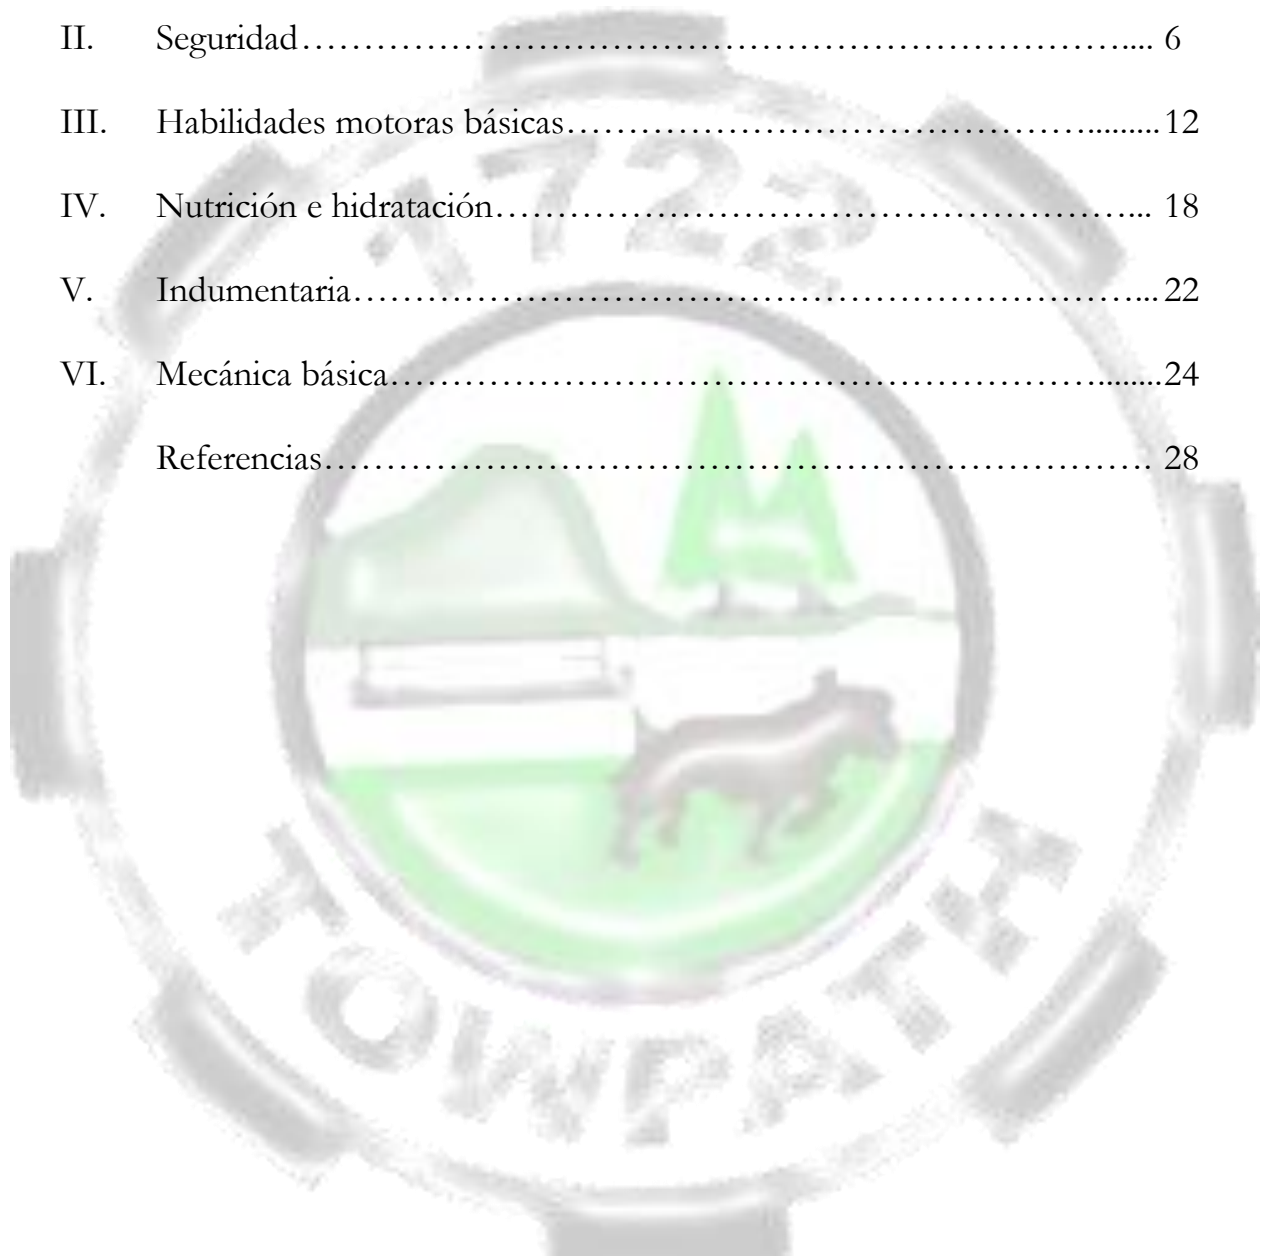 II. Seguridad........................................................................ 6
III. Habilidades motoras básicas................................................ 12
IV. Nutrición e hidratación...................................................... 18
V. Indumentaria.................................................................... 22
VI. Mecánica básica............................................................... 24
Referencias........................................................................ 28
1722
TOWPATH